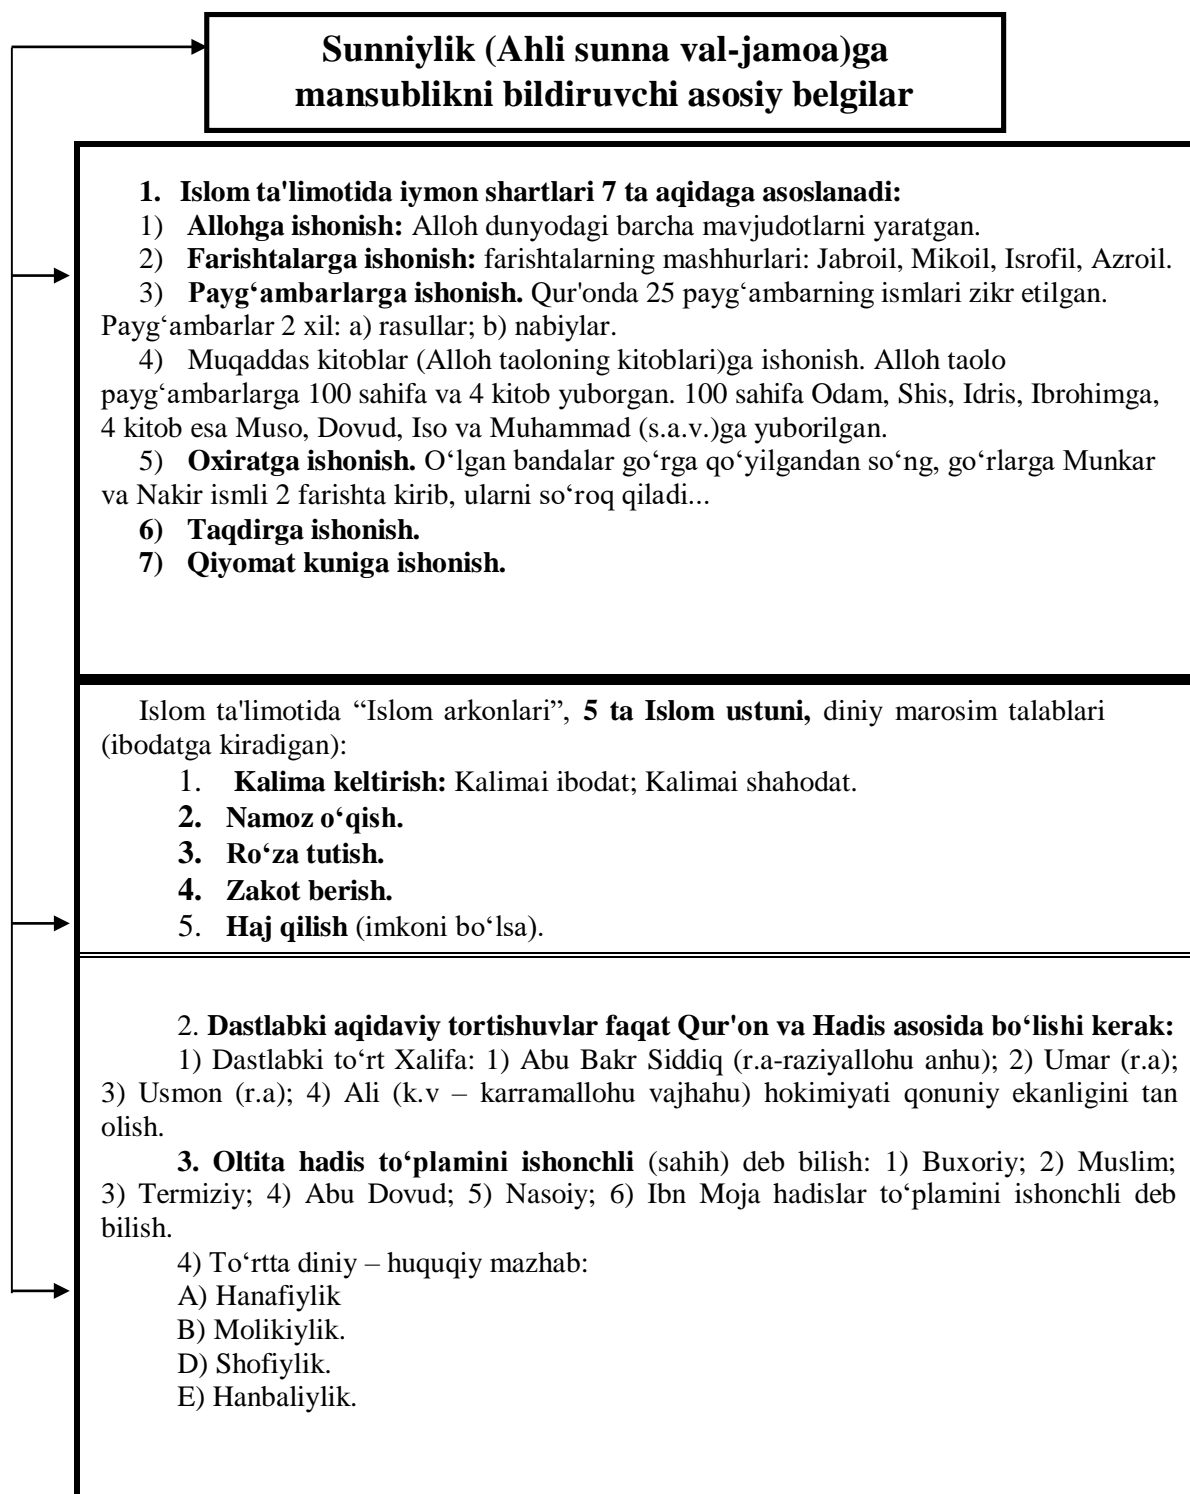 Sunniylik (Ahli sunna val-jamoa)ga
mansublikni bildiruvchi asosiy belgilar
1. Islom ta'limotida iymon shartlari 7 ta aqidaga asoslanadi:
1) Allohga ishonish: Alloh dunyodagi barcha mavjudotlarni yaratgan.
2) Farishtalarga ishonish: farishtalarning mashhurlari: Jabroil, Mikoil, Isrofil, Azroil.
3) Payg‘ambarlarga ishonish. Qur'onda 25 payg‘ambarning ismlari zikr etilgan.
Payg‘ambarlar 2 xil: a) rasullar; b) nabiylar.
4) Muqaddas kitoblar (Alloh taoloning kitoblari)ga ishonish. Alloh taolo
payg‘ambarlarga 100 sahifa va 4 kitob yuborgan. 100 sahifa Odam, Shis, Idris, Ibrohimga,
4 kitob esa Muso, Dovud, Iso va Muhammad (s.a.v.)ga yuborilgan.
5) Oxiratga ishonish. O‘lgan bandalar go‘rga qo‘yilgandan so‘ng, go‘rlarga Munkar
va Nakir ismli 2 farishta kirib, ularni so‘roq qiladi...
6) Taqdirga ishonish.
7) Qiyomat kuniga ishonish.
Islom ta'limotida “Islom arkonlari”, 5 ta Islom ustuni, diniy marosim talablari
(ibodatga kiradigan):
1. Kalima keltirish: Kalimai ibodat; Kalimai shahodat.
2. Namoz o‘qish.
3. Ro‘za tutish.
4. Zakot berish.
5. Haj qilish (imkoni bo‘lsa).
2. Dastlabki aqidaviy tortishuvlar faqat Qur'on va Hadis asosida bo‘lishi kerak:
1) Dastlabki to‘rt Xalifa: 1) Abu Bakr Siddiq (r.a-raziyallohu anhu); 2) Umar (r.a);
3) Usmon (r.a); 4) Ali (k.v – karramallohu vajhahu) hokimiyati qonuniy ekanligini tan
olish.
3. Oltita hadis to‘plamini ishonchli (sahih) deb bilish: 1) Buxoriy; 2) Muslim;
3) Termiziy; 4) Abu Dovud; 5) Nasoiy; 6) Ibn Moja hadislar to‘plamini ishonchli deb
bilish.
4) To‘rtta diniy – huquqiy mazhab:
A) Hanafiylik
B) Molikiylik.
D) Shofiylik.
E) Hanbaliylik.